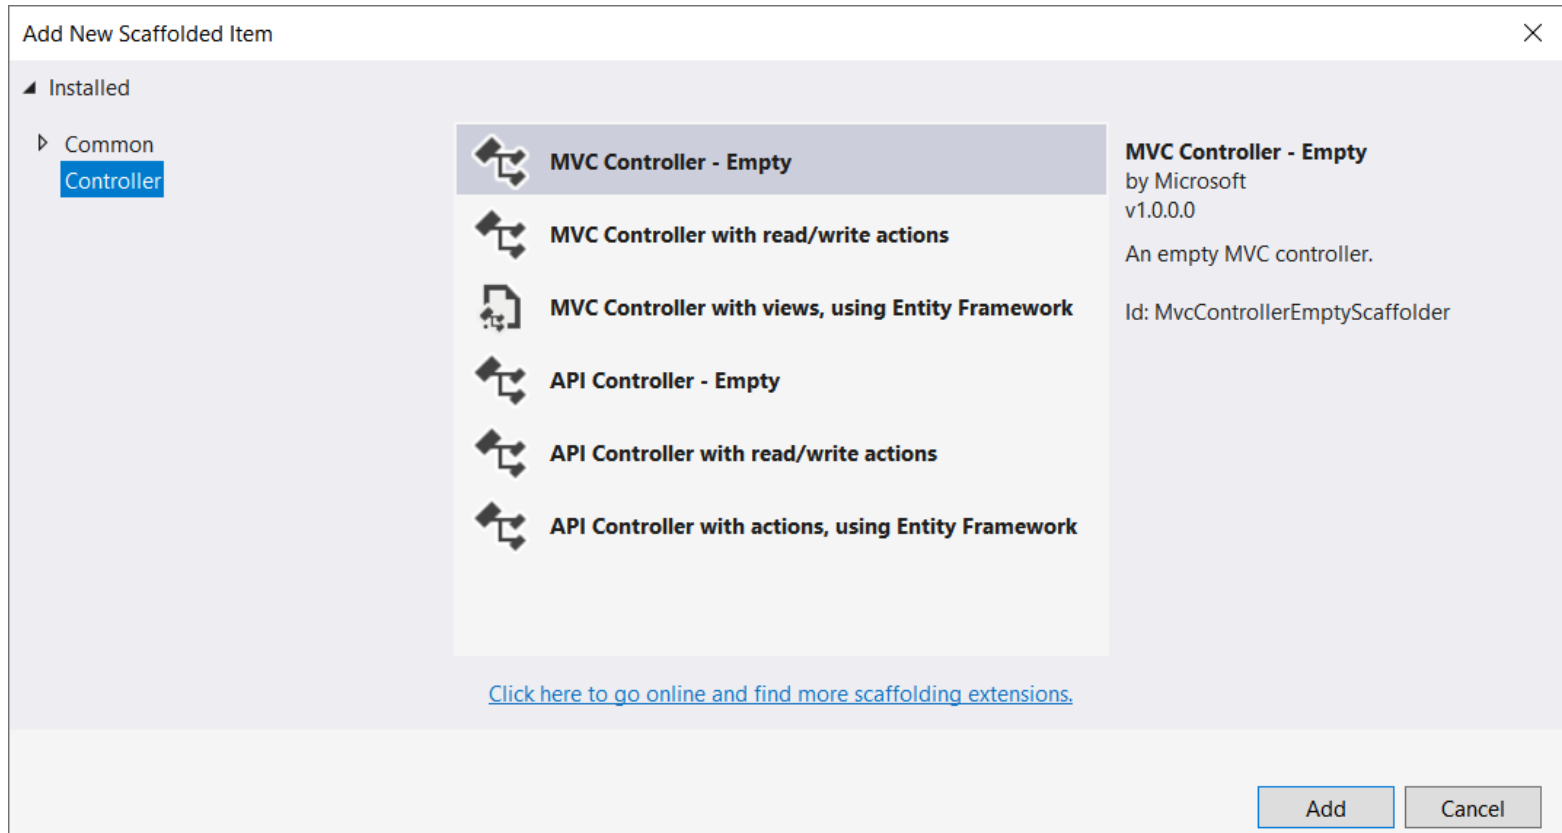 Add New Scaffolded Item
Installed
Common
Controller
MVC Controller - Empty
MVC Controller with read/write actions
MVC Controller with views, using Entity Framework
API Controller - Empty
API Controller with read/write actions
API Controller with actions, using Entity Framework
Click here to go online and find more scaffolding extensions.
MVC Controller - Empty
by Microsoft
v1.0.0.0
An empty MVC controller.
Id: MvcControllerEmptyScaffolder
Add
Cancel